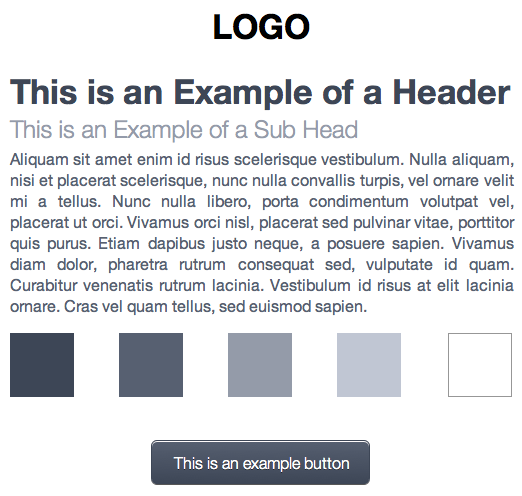 LOGO
This is an Example of a Header
This is an Example of a Sub Head
Aliquam sit amet enim id risus scelerisque vestibulum. Nulla aliquam,
nisi et placerat scelerisque, nunc nulla convallis turpis, vel ornare velit
mi a tellus. Nunc nulla libero, porta condimentum volutpat vel,
placerat ut orci. Vivamus orci nisl, placerat sed pulvinar vitae, porttitor
quis purus. Etiam dapibus justo neque, a posuere sapien. Vivamus
diam dolor, pharetra rutrum consequat sed, vulputate id quam.
Curabitur venenatis rutrum lacinia. Vestibulum id risus at elit lacinia
ornare. Cras vel quam tellus, sed euismod sapien.
This is an example button